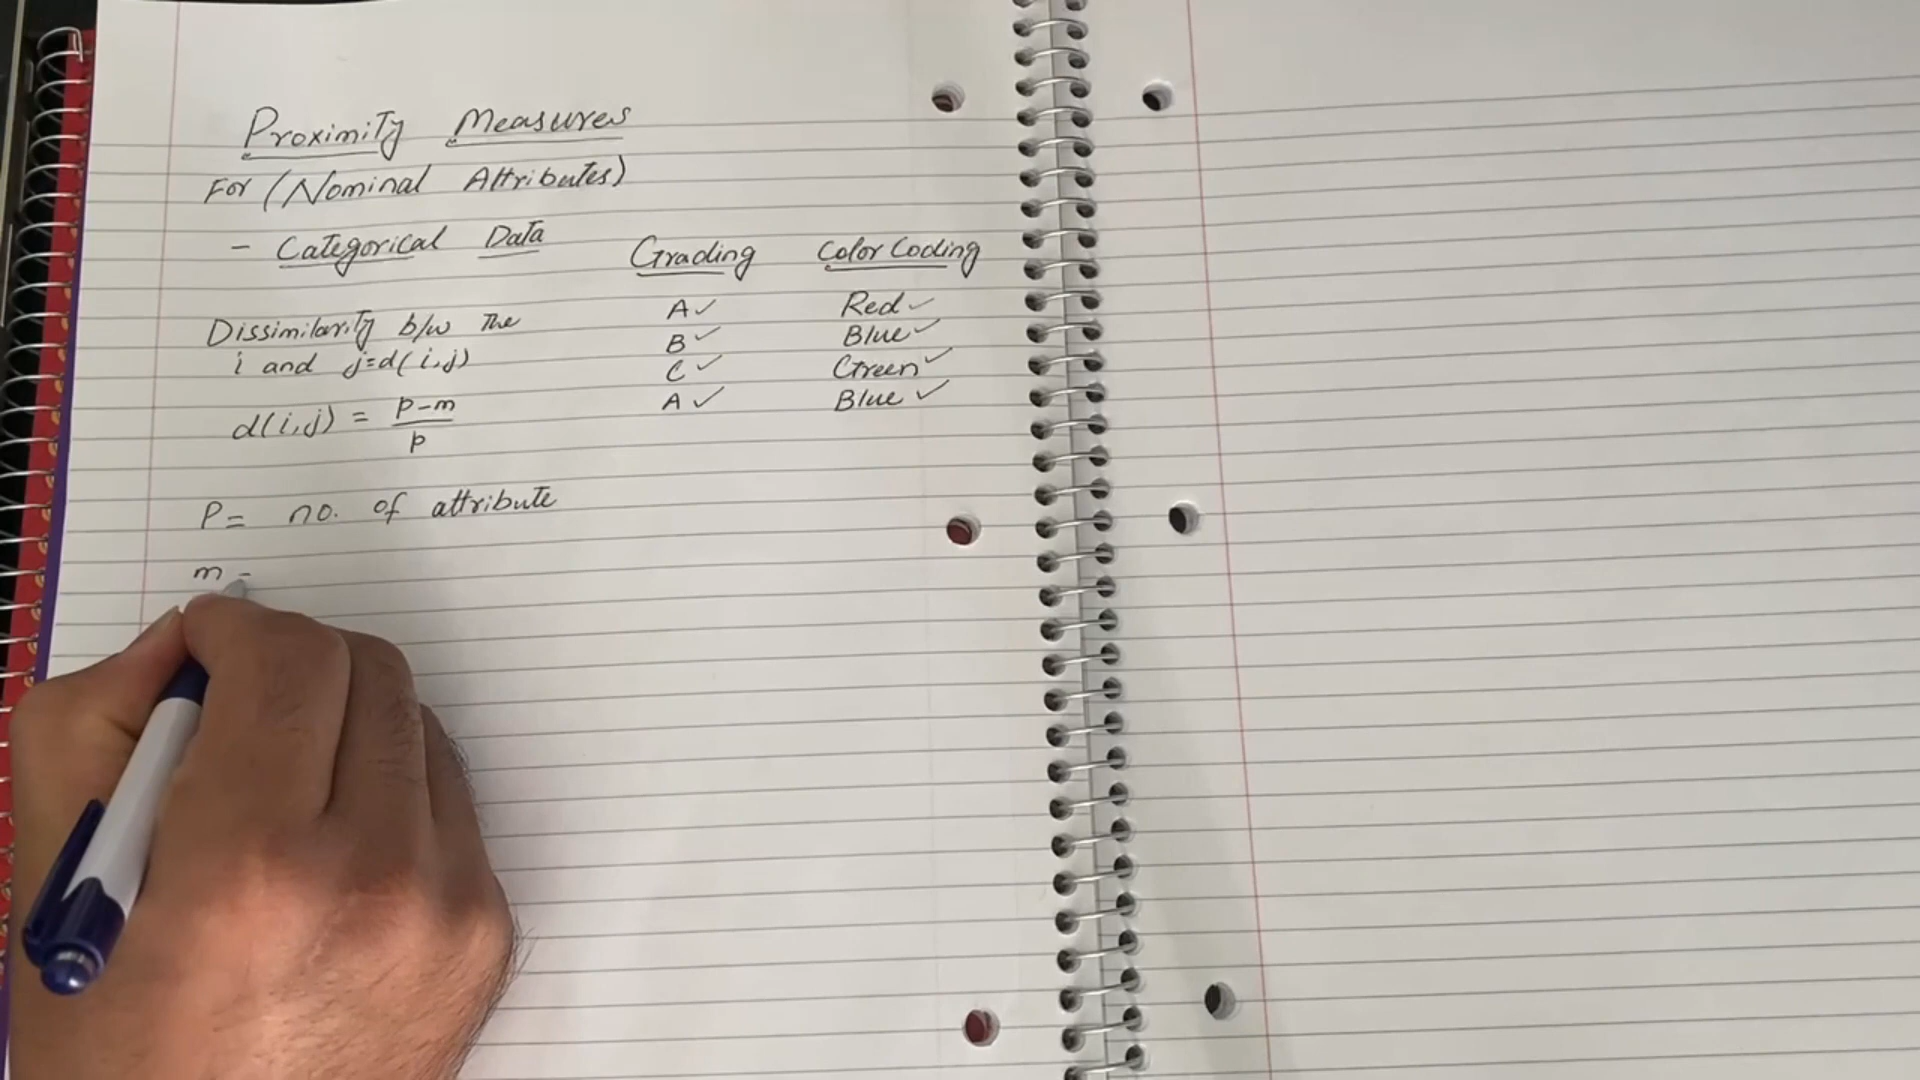 Proximity Measures
For (Nominal Attributes)
- Categorical Data
Grading Color Coding
A✓ Red✓
B✓ Blue✓
C✓ Green✓
A✓ Blue✓
Dissimilarity b/w The
i and j=d(i,j)
d(i,j) = p-m
p
P= no. of attribute
m -